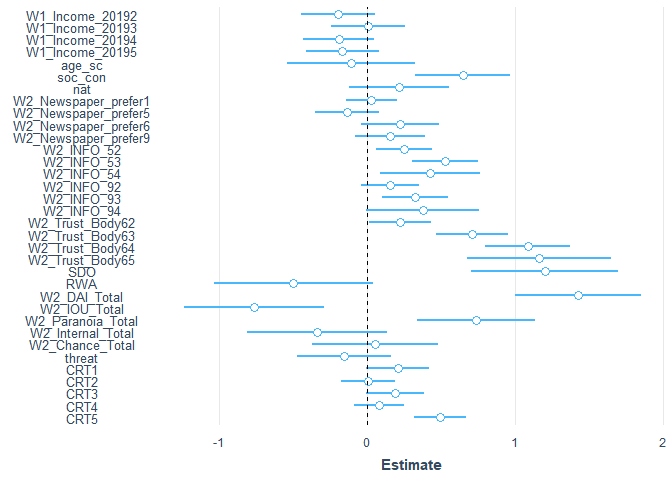 W1_Income_20192
W1_Income_20193
W1_Income_20194
W1_Income_20195
age_sc
soc_con
nat
W2_Newspaper_prefer1
W2_Newspaper_prefer5
W2_Newspaper_prefer6
W2_Newspaper_prefer9
W2_INFO_52
W2_INFO_53
W2_INFO_54
W2_INFO_92
W2_INFO_93
W2_INFO_94
W2_Trust_Body62
W2_Trust_Body63
W2_Trust_Body64
W2_Trust_Body65
SDO
RWA
W2_DAI_Total
W2_IOU_Total
W2_Paranoia_Total
W2_Internal_Total
W2_Chance_Total
threat
CRT1
CRT2
CRT3
CRT4
CRT5
-1 0 1 2
Estimate